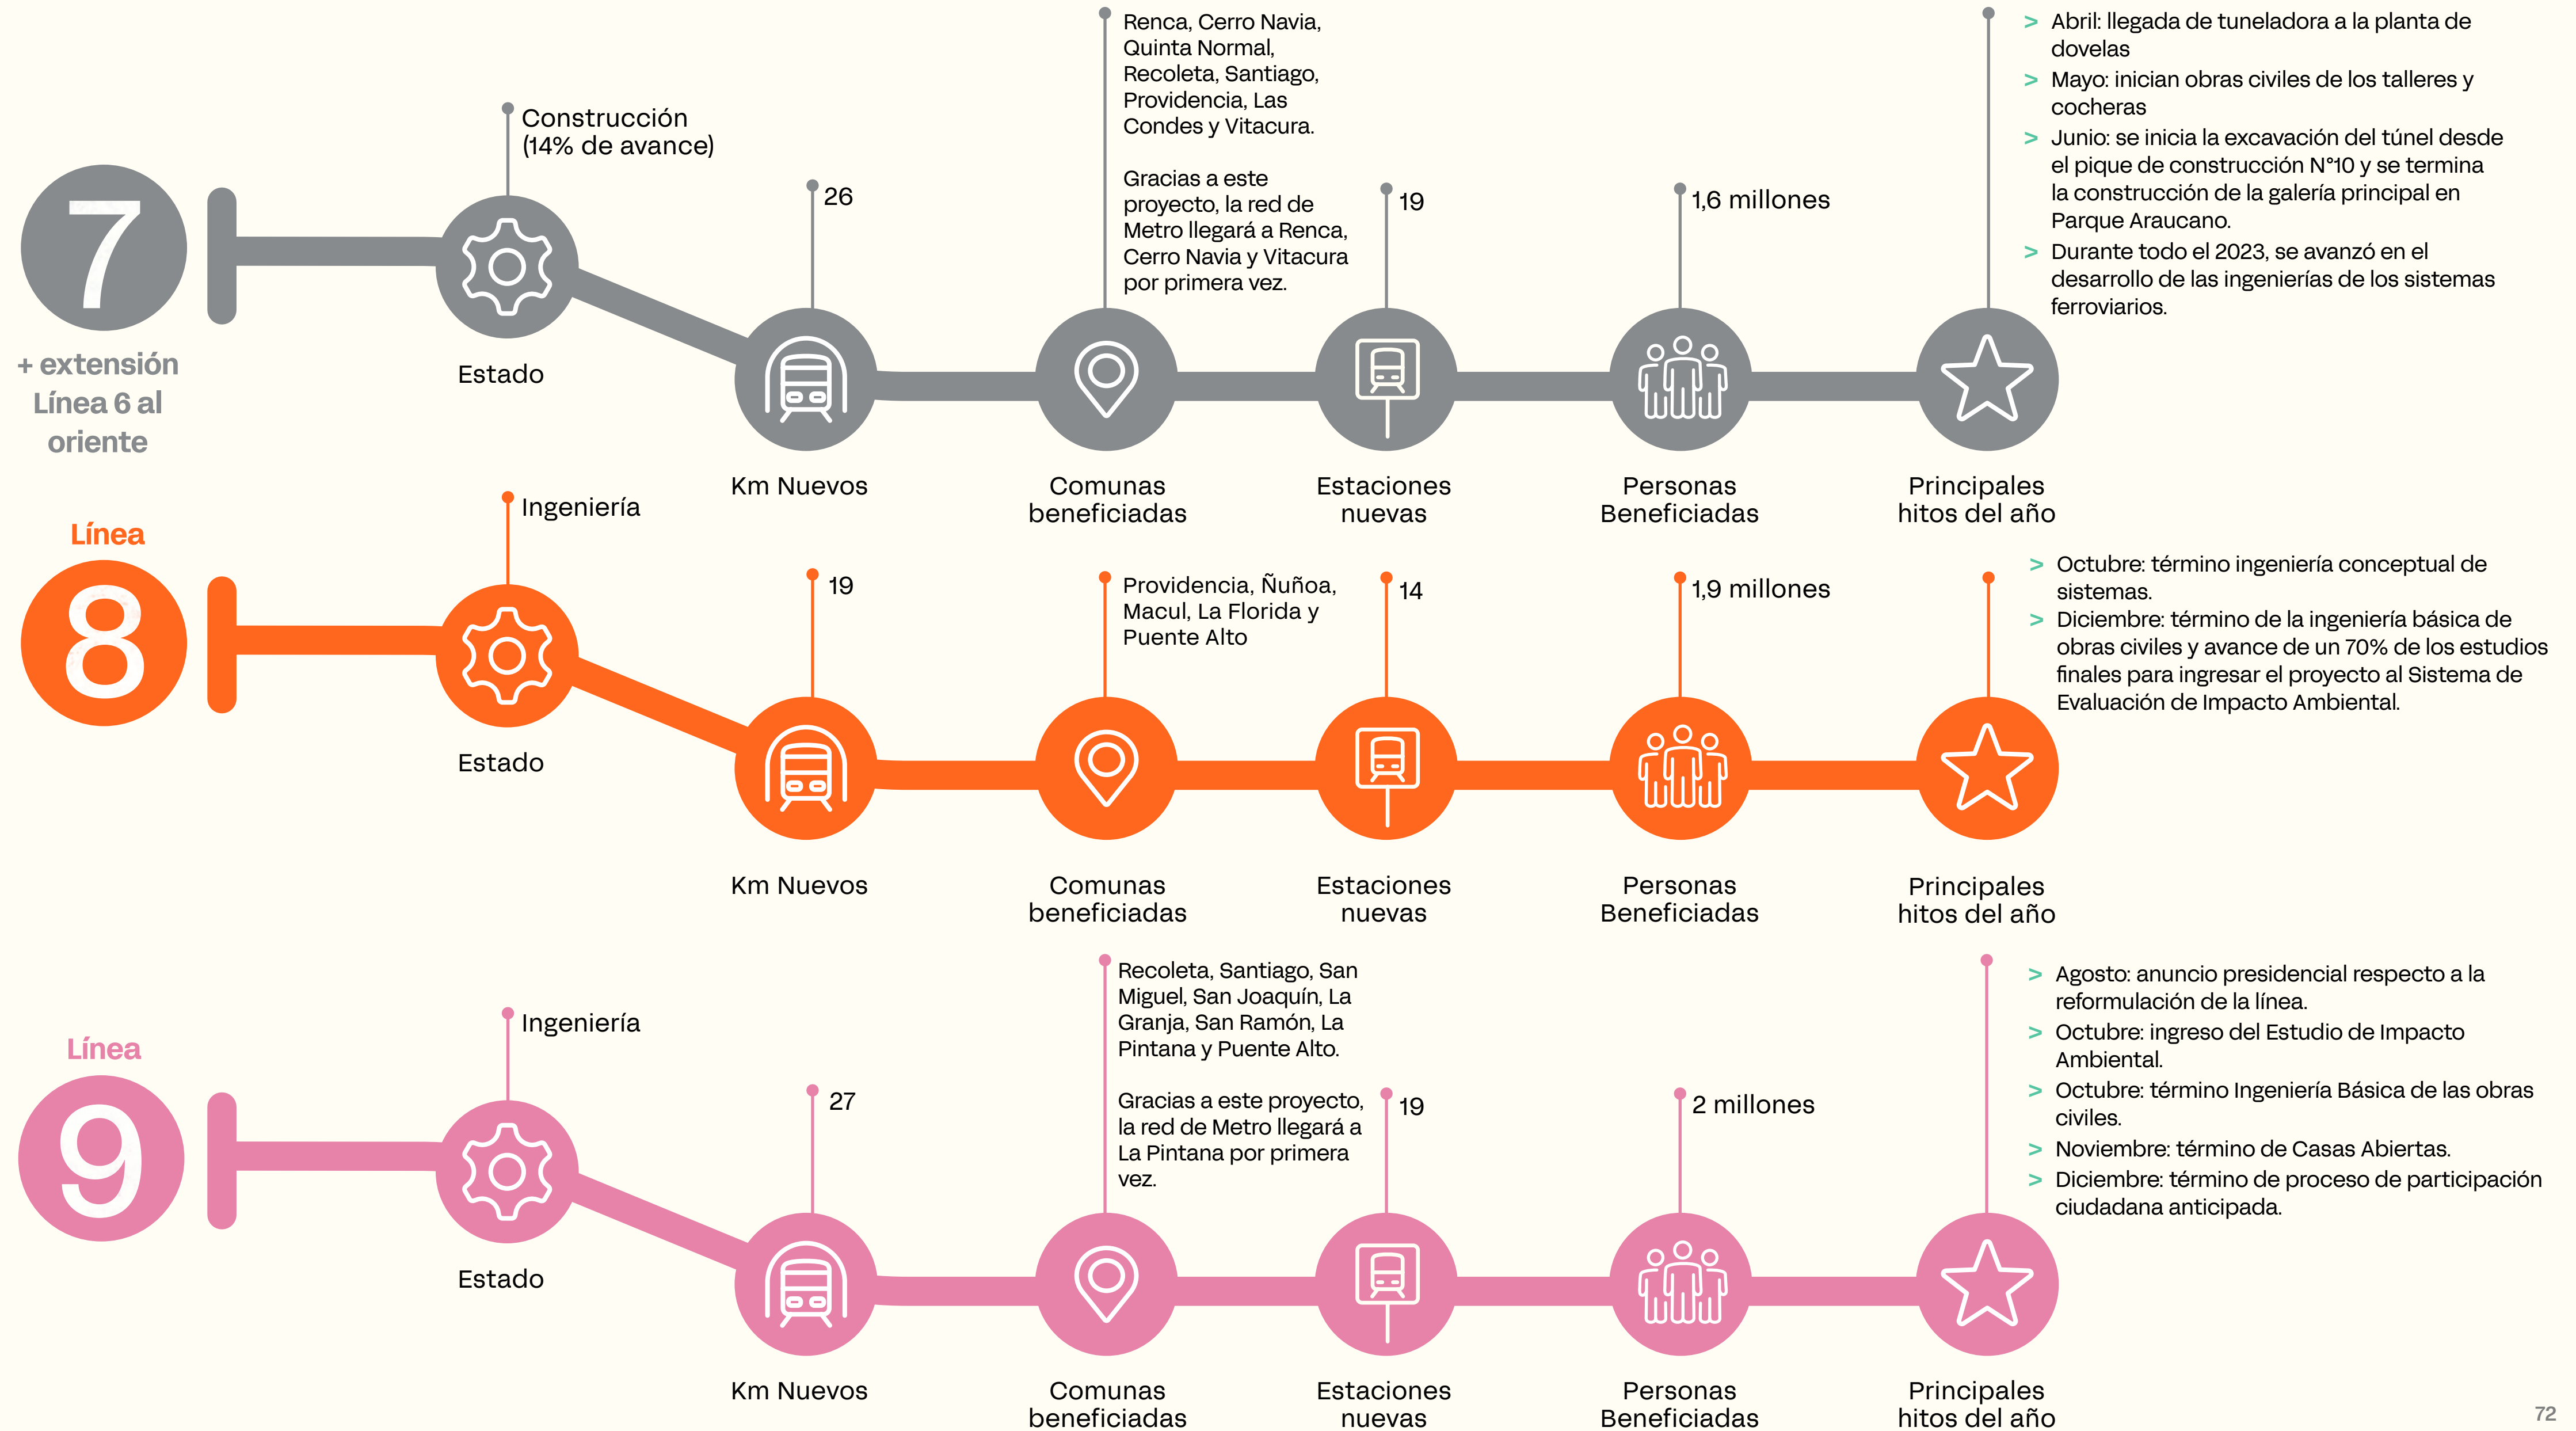 7
+ extensión
Línea 6 al
oriente
Construcción
(14% de avance)
Estado
26
Km Nuevos
Renca, Cerro Navia,
Quinta Normal,
Recoleta, Santiago,
Providencia, Las
Condes y Vitacura.
Gracias a este
proyecto, la red de
Metro llegará a Renca,
Cerro Navia y Vitacura
por primera vez.
Comunas
beneficiadas
19
Estaciones
nuevas
1,6 millones
Personas
Beneficiadas
> Abril: llegada de tuneladora a la planta de
dovelas
> Mayo: inician obras civiles de los talleres y
cocheras
> Junio: se inicia la excavación del túnel desde
el pique de construcción N°10 y se termina
la construcción de la galería principal en
Parque Araucano.
> Durante todo el 2023, se avanzó en el
desarrollo de las ingenierías de los sistemas
ferroviarios.
Principales
hitos del año
Línea
8
Ingeniería
Estado
19
Km Nuevos
Providencia, Ñuñoa,
Macul, La Florida y
Puente Alto
Comunas
beneficiadas
14
Estaciones
nuevas
1,9 millones
Personas
Beneficiadas
> Octubre: término ingeniería conceptual de
sistemas.
> Diciembre: término de la ingeniería básica de
obras civiles y avance de un 70% de los estudios
finales para ingresar el proyecto al Sistema de
Evaluación de Impacto Ambiental.
Principales
hitos del año
Línea
9
Ingeniería
Estado
27
Km Nuevos
Recoleta, Santiago, San
Miguel, San Joaquín, La
Granja, San Ramón, La
Pintana y Puente Alto.
Gracias a este proyecto,
la red de Metro llegará a
La Pintana por primera
vez.
Comunas
beneficiadas
19
Estaciones
nuevas
2 millones
Personas
Beneficiadas
> Agosto: anuncio presidencial respecto a la
reformulación de la línea.
> Octubre: ingreso del Estudio de Impacto
Ambiental.
> Octubre: término Ingeniería Básica de las obras
civiles.
> Noviembre: término de Casas Abiertas.
> Diciembre: término de proceso de participación
ciudadana anticipada.
Principales
hitos del año
72